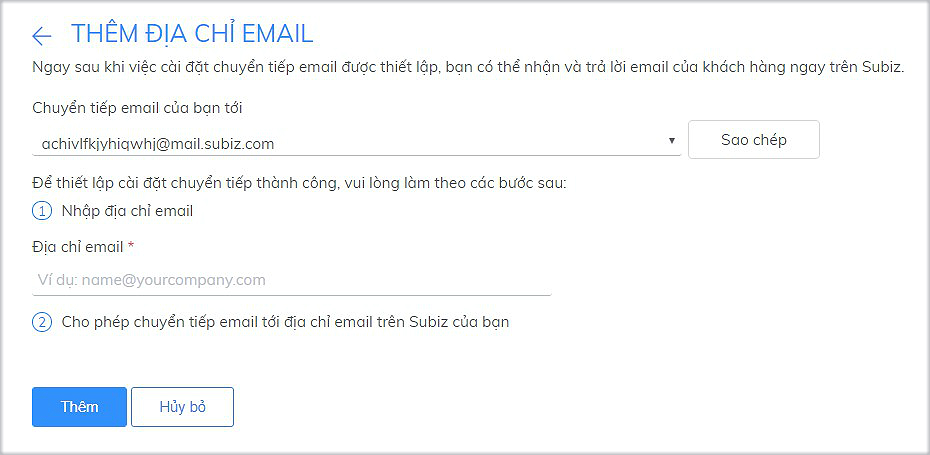 THÊM ĐỊA CHỈ EMAIL
Ngay sau khi việc cài đặt chuyển tiếp email được thiết lập, bạn có thể nhận và trả lời email của khách hàng ngay trên Subiz.
Chuyển tiếp email của bạn tới
achivlfkjyhiqwhj@mail.subiz.com
Sao chép
Để thiết lập cài đặt chuyển tiếp thành công, vui lòng làm theo các bước sau:
1 Nhập địa chỉ email
Địa chỉ email *
Ví dụ: name@yourcompany.com
2 Cho phép chuyển tiếp email tới địa chỉ email trên Subiz của bạn
Thêm Hủy bỏ